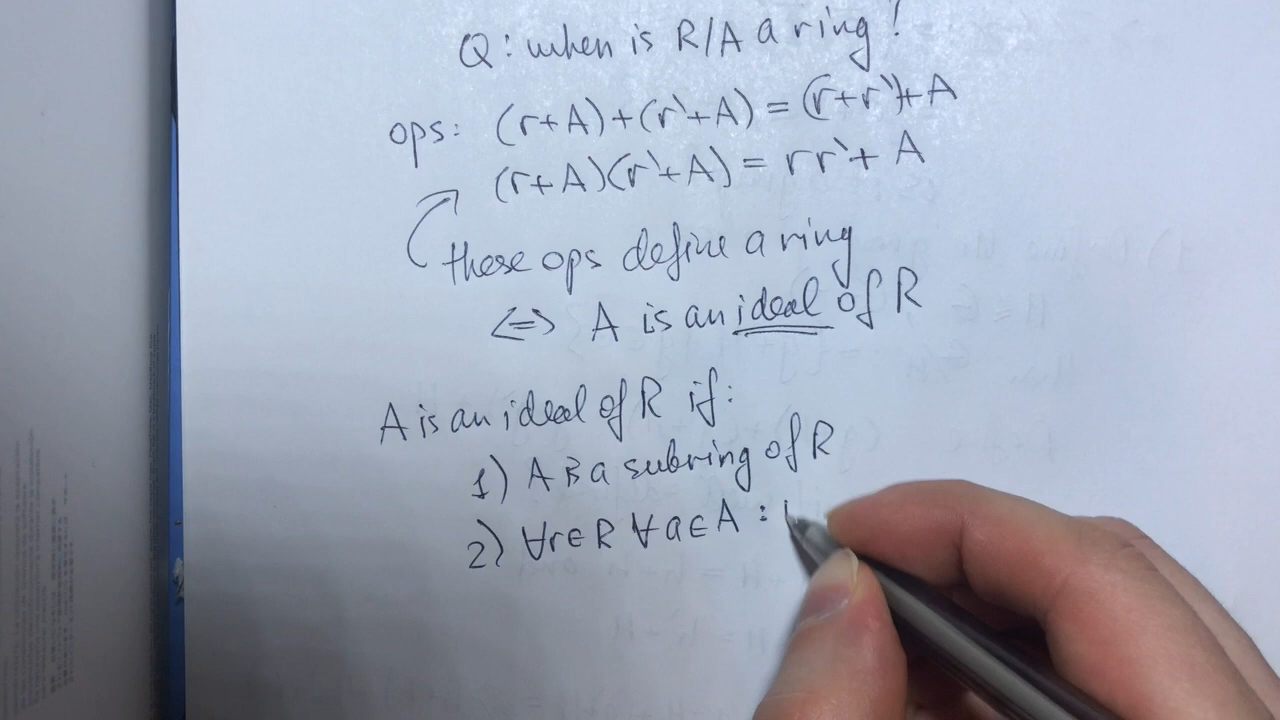 Q: when is R/A a ring?
ops: (r+A)+(r'+A) = (r+r')+A
(r+A)(r'+A) = rr'+A
these ops define a ring
<=> A is an ideal of R
A is an ideal of R if:
1) A is a subring of R
2) ∀r∈R ∀a∈A :